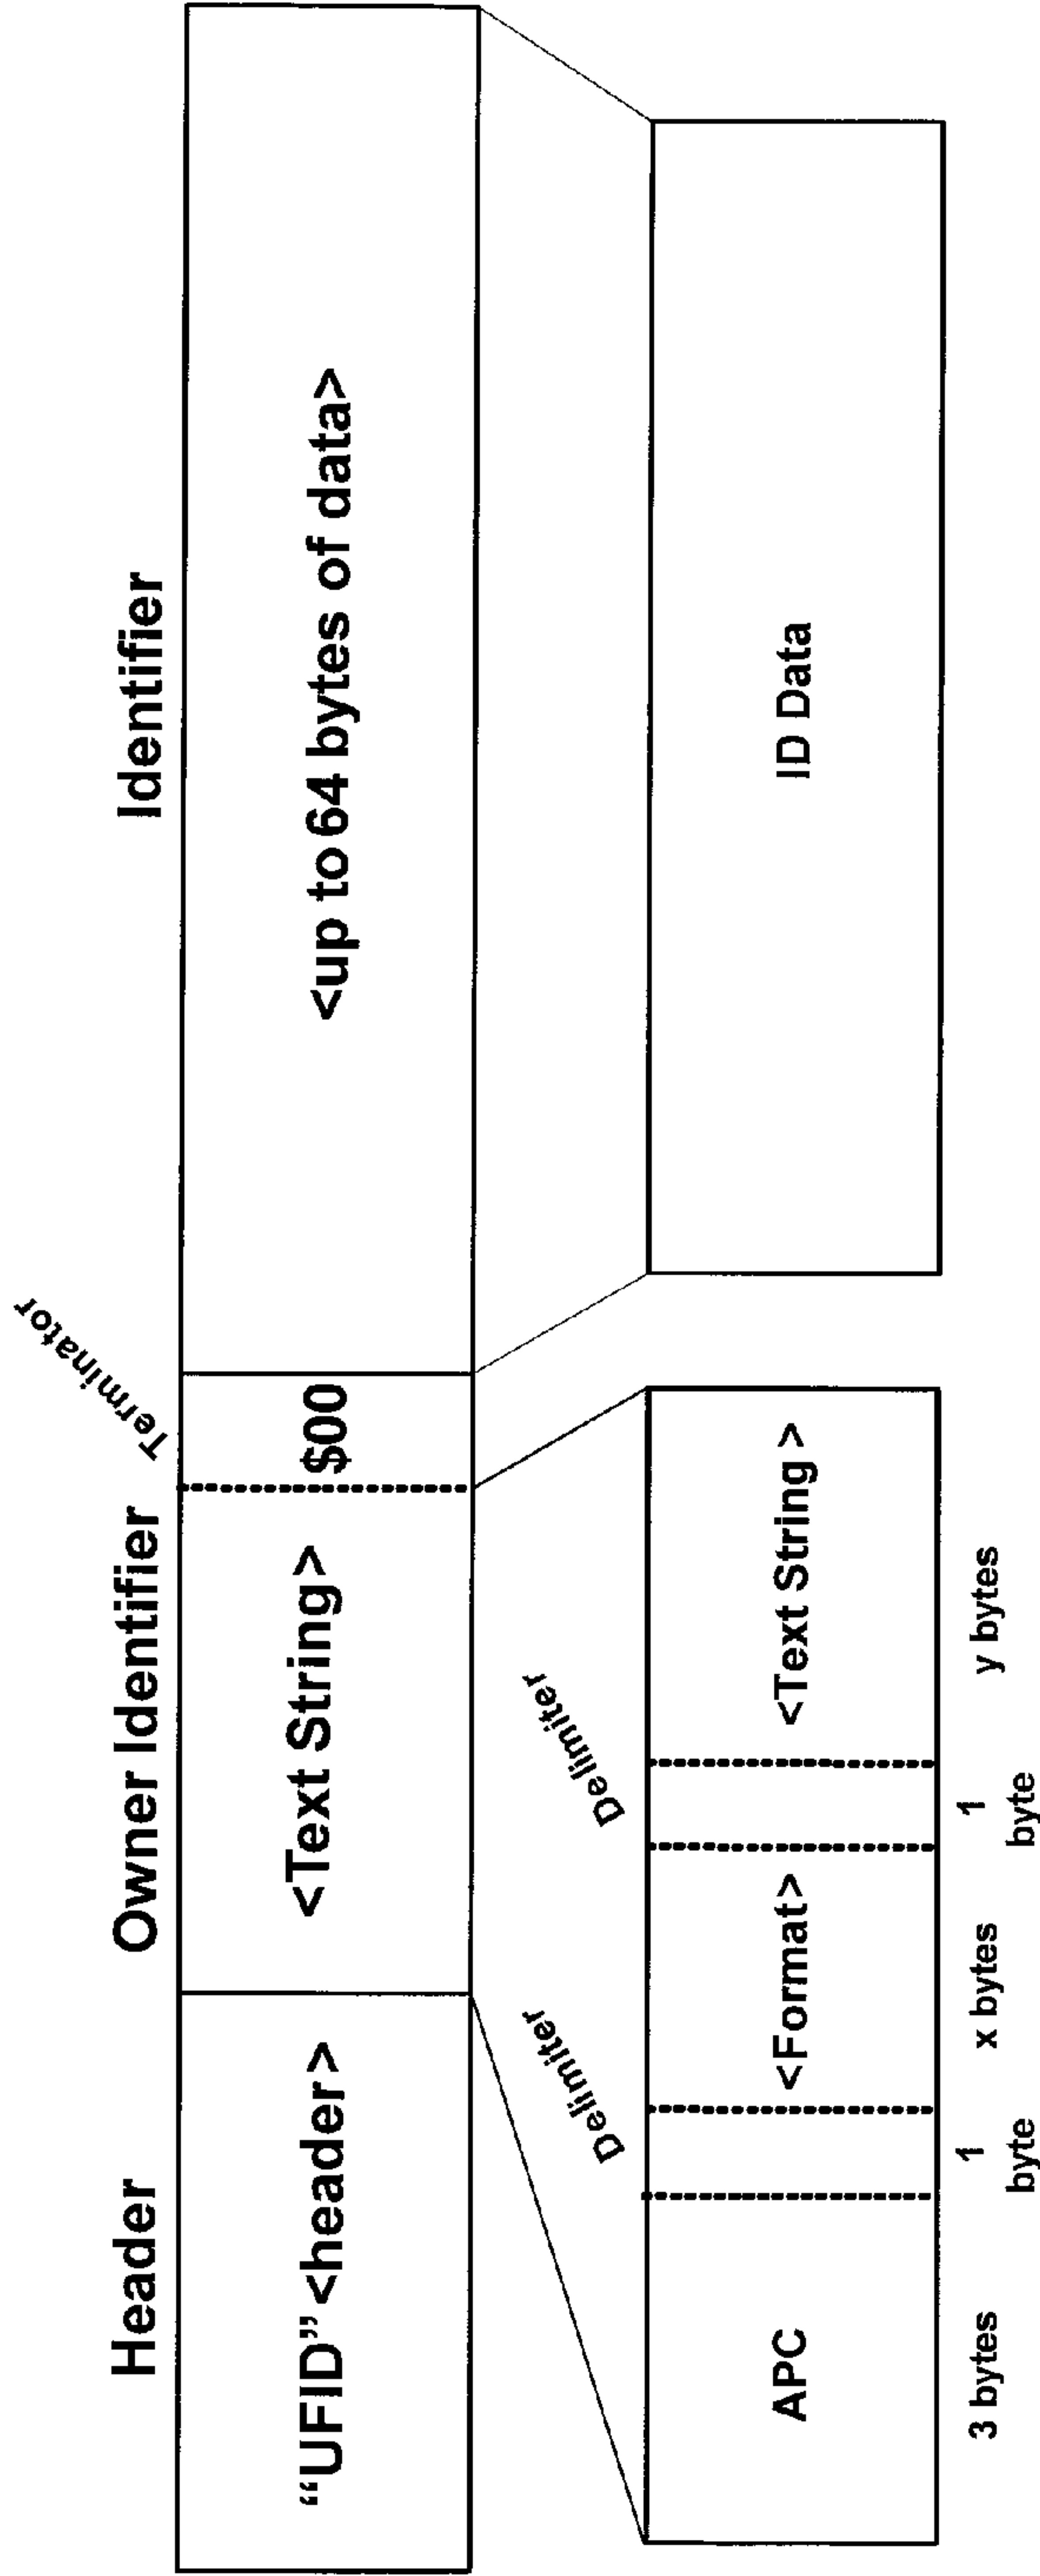 Header
Owner Identifier
Terminator
Identifier
“UFID” <header>
<Text String>
$00
<up to 64 bytes of data>
Delimiter
Delimiter
APC
<Format>
<Text String >
ID Data
3 bytes
1
byte
x bytes
1
byte
y bytes